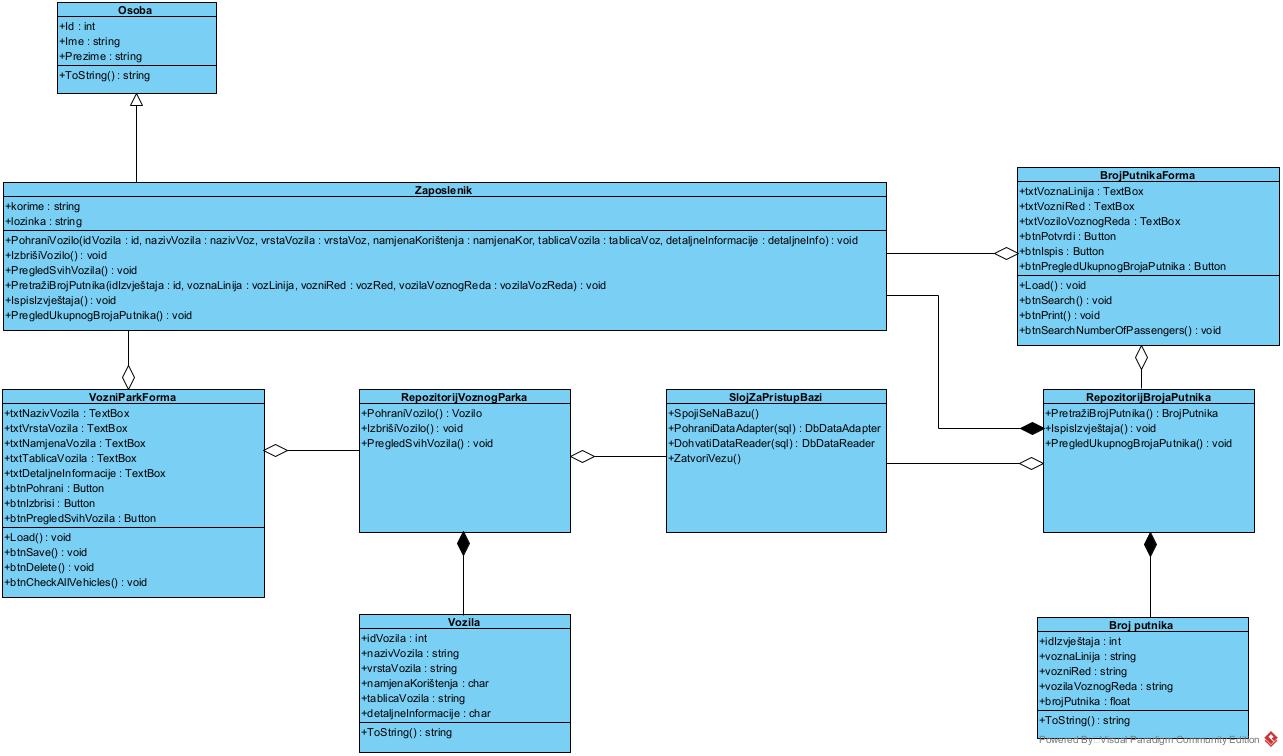 Osoba
+Id : int
+Ime : string
+Prezime : string
+ToString() : string
Zaposlenik
+korime : string
+lozinka : string
+PohraniVozilo(idVozila : id, nazivVozila : nazivVoz, vrstaVozila : vrstaVoz, namjenaKorištenja : namjenaKor, tablicaVozila : tablicaVoz, detaljneInformacije : detaljneInfo) : void
+IzbrišiVozilo() : void
+PregledSvihVozila() : void
+PretražiBrojPutnika(idIzvještaja : id, voznaLinija : vozLinija, vozniRed : vozRed, vozilaVoznogReda : vozilaVozReda) : void
+IspisIzvještaja() : void
+PregledUkupnogBrojaPutnika() : void
BrojPutnikaForma
+txtVoznaLinija : TextBox
+txtVozniRed : TextBox
+txtVoziloVoznogReda : TextBox
+btnPotvrdi : Button
+btnIspis : Button
+btnPregledUkupnogBrojaPutnika : Button
+Load() : void
+btnSearch() : void
+btnPrint() : void
+btnSearchNumberOfPassengers() : void
VozniParkForma
+txtNazivVozila : TextBox
+txtVrstaVozila : TextBox
+txtNamjenaVozila : TextBox
+txtTablicaVozila : TextBox
+txtDetaljneInformacije : TextBox
+btnPohrani : Button
+btnIzbrisi : Button
+btnPregledSvihVozila : Button
+Load() : void
+btnSave() : void
+btnDelete() : void
+btnCheckAllVehicles() : void
RepozitorijVoznogParka
+PohraniVozilo() : Vozilo
+IzbrišiVozilo() : void
+PregledSvihVozila() : void
SlojZaPristupBazi
+SpojiSeNaBazu()
+PohraniDataAdapter(sql) : DbDataAdapter
+DohvatiDataReader(sql) : DbDataReader
+ZatvoriVezu()
RepozitorijBrojaPutnika
+PretražiBrojPutnika() : BrojPutnika
+IspisIzvještaja() : void
+PregledUkupnogBrojaPutnika() : void
Vozila
+idVozila : int
+nazivVozila : string
+vrstaVozila : string
+namjenaKorištenja : char
+tablicaVozila : string
+detaljneInformacije : char
+ToString() : string
Broj putnika
+idIzvještaja : int
+voznaLinija : string
+vozniRed : string
+vozilaVoznogReda : string
+brojPutnika : float
+ToString() : string
Powered By: Visual Paradigm Community Edition